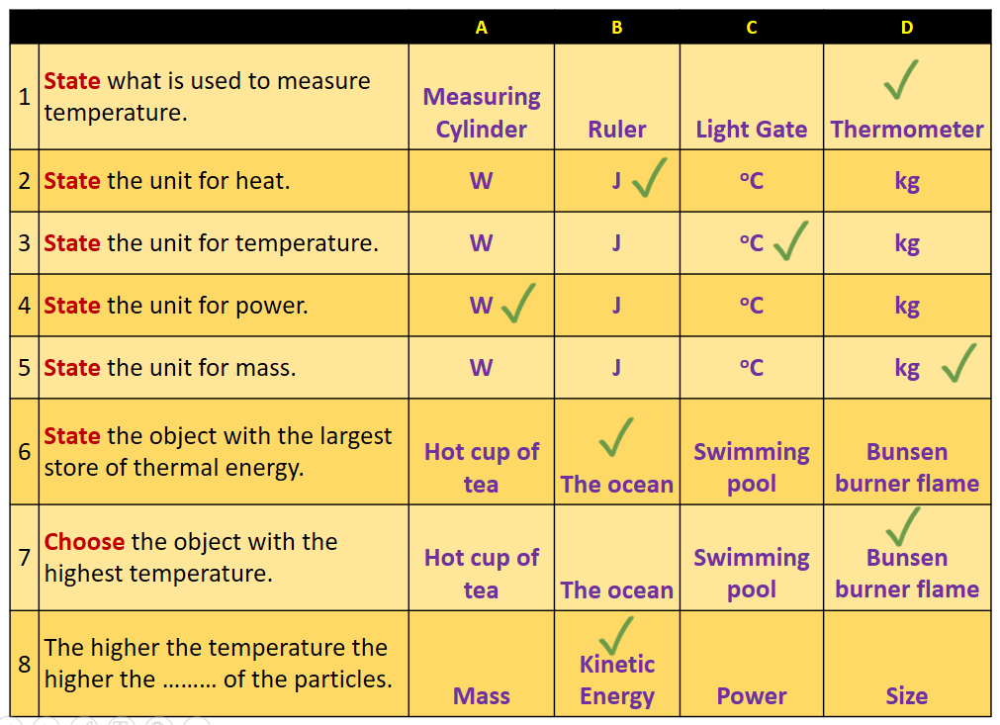 A B C D
1 State what is used to measure temperature. Measuring Cylinder Ruler Light Gate Thermometer
2 State the unit for heat. W J °C kg
3 State the unit for temperature. W J °C kg
4 State the unit for power. W J °C kg
5 State the unit for mass. W J °C kg
6 State the object with the largest store of thermal energy. Hot cup of tea The ocean Swimming pool Bunsen burner flame
7 Choose the object with the highest temperature. Hot cup of tea The ocean Swimming pool Bunsen burner flame
8 The higher the temperature the higher the ......... of the particles. Mass Kinetic Energy Power Size